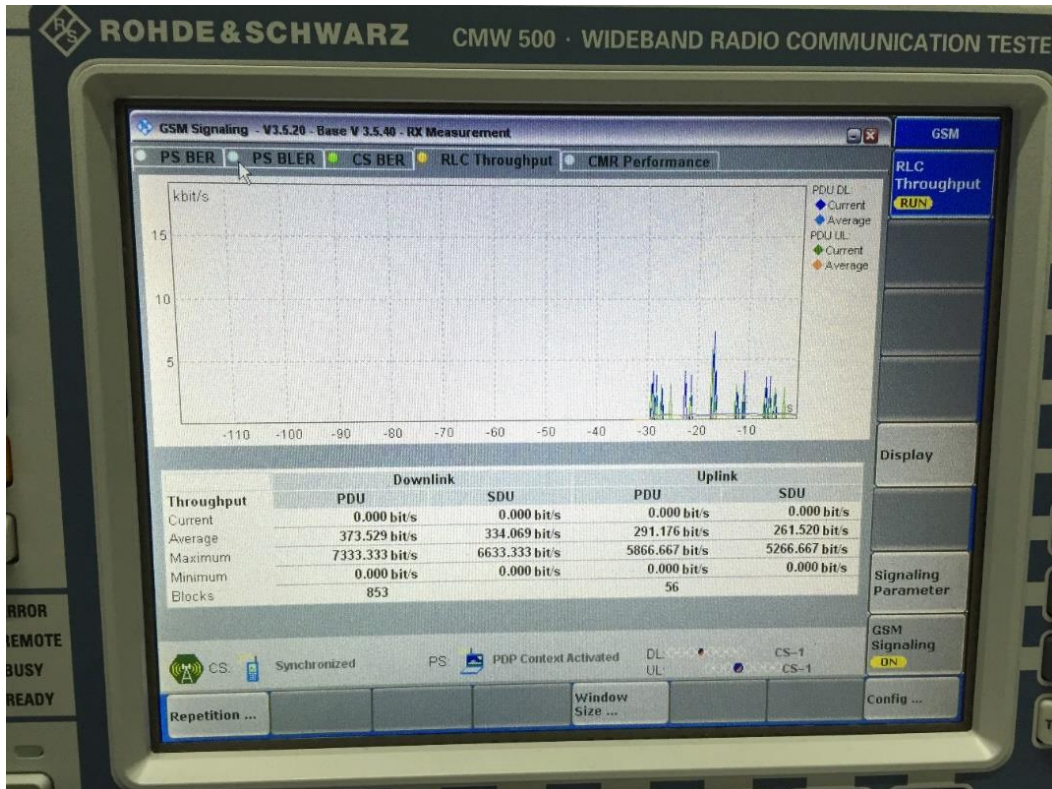 ROHDE & SCHWARZ CMW 500 · WIDEBAND RADIO COMMUNICATION TESTE
GSM Signaling - V3.5.20 - Base V 3.5.40 - RX Measurement
GSM
PS BER PS BLER CS BER RLC Throughput CMR Performance
RLC
Throughput
RUN
kbit/s
PDU DL:
Current
Average
PDU UL:
Current
Average
15
10
5
s
-110 -100 -90 -80 -70 -60 -50 -40 -30 -20 -10
Display
Downlink Uplink
Throughput PDU SDU PDU SDU
Current 0.000 bit/s 0.000 bit/s 0.000 bit/s 0.000 bit/s
Average 373.529 bit/s 334.069 bit/s 291.176 bit/s 261.520 bit/s
Maximum 7333.333 bit/s 6633.333 bit/s 5866.667 bit/s 5266.667 bit/s
Minimum 0.000 bit/s 0.000 bit/s 0.000 bit/s 0.000 bit/s
Blocks 853 56
Signaling
Parameter
GSM
Signaling
ON
CS: Synchronized PS: PDP Context Activated DL: CS-1
UL: CS-1
Repetition ... Window
Size ...
Config ...
RROR
REMOTE
BUSY
READY